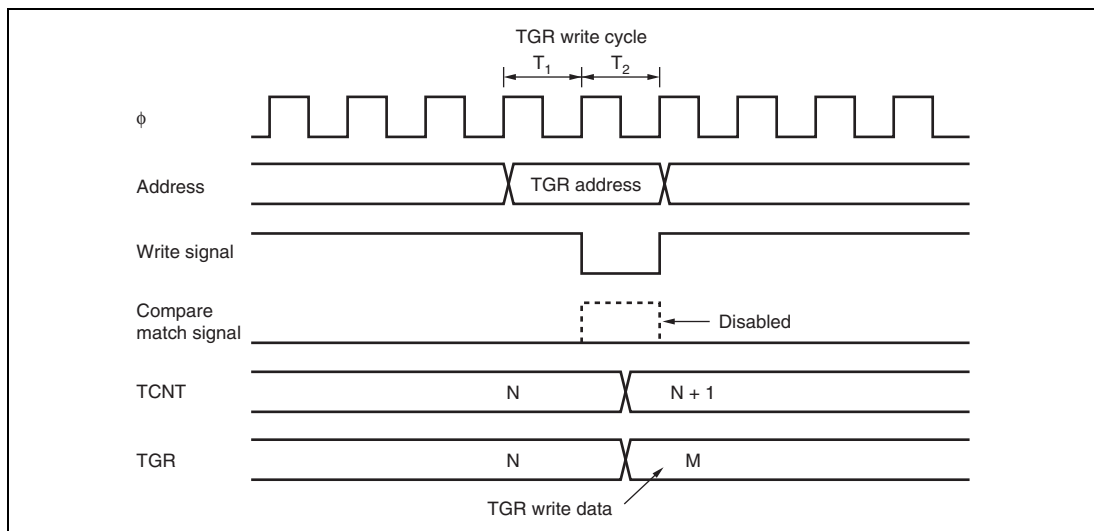 TGR write cycle
T1 T2
ϕ
Address TGR address
Write signal
Compare
match signal Disabled
TCNT N N + 1
TGR N M
TGR write data